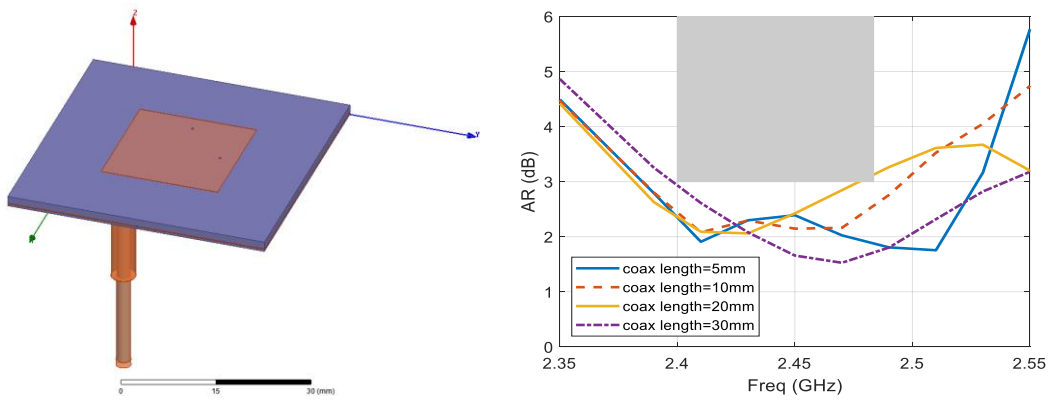 Z
Y
0
15
30 (mm)
6
5
4
3
2
1
0
AR (dB)
coax length=5mm
coax length=10mm
coax length=20mm
coax length=30mm
2.35
2.4
2.45
2.5
2.55
Freq (GHz)